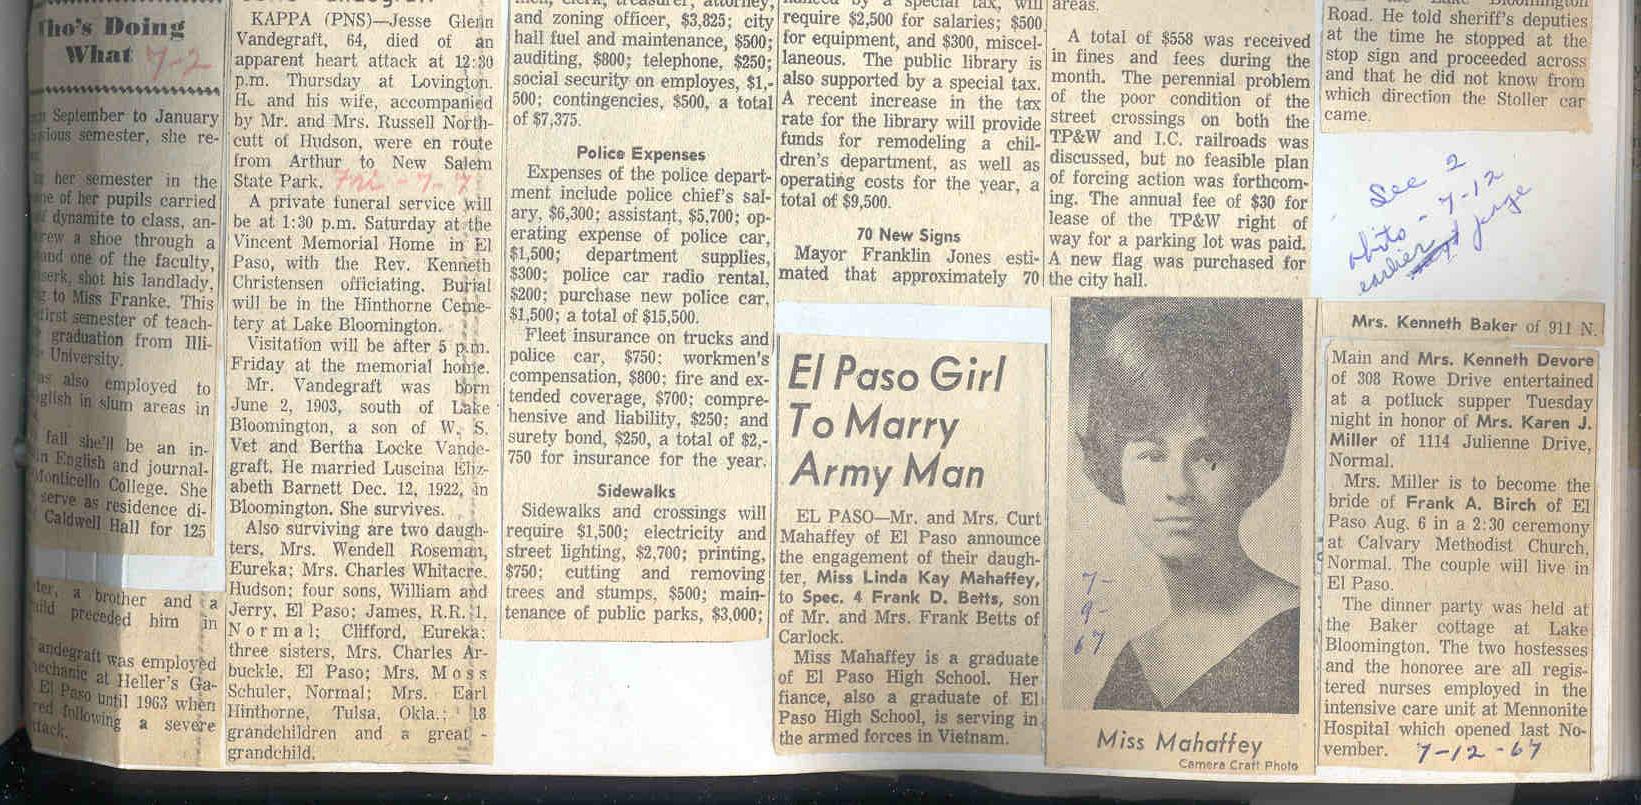 Who's Doing
What 7-2
September to January
semester, she re-
her semester in the
of her pupils carried
dynamite to class, an-
a shoe through a
and one of the faculty,
shot his landlady,
to Miss Franke. This
first semester of teach-
graduation from Illi-
University.
also employed to
in slum areas in
fall she'll be an in-
in English and journal-
Monticello College. She
serve as residence di-
Caldwell Hall for 125
a brother and a
preceded him in
was employed
at Heller's Ga-
El Paso until 1963 when
following a severe
KAPPA (PNS)—Jesse Glenn
Vandegraft, 64, died of an
apparent heart attack at 12:30
p.m. Thursday at Lovington.
He and his wife, accompanied
by Mr. and Mrs. Russell North-
cutt of Hudson, were en route
from Arthur to New Salem
State Park. Fri - 7-7
A private funeral service will
be at 1:30 p.m. Saturday at the
Vincent Memorial Home in El
Paso, with the Rev. Kenneth
Christensen officiating. Burial
will be in the Hinthorne Ceme-
tery at Lake Bloomington.
Visitation will be after 5 p.m.
Friday at the memorial home.
Mr. Vandegraft was born
June 2, 1903, south of Lake
Bloomington, a son of W. S.
Vet and Bertha Locke Vande-
graft. He married Luscina Eliz-
abeth Barnett Dec. 12, 1922, in
Bloomington. She survives.
Also surviving are two daugh-
ters, Mrs. Wendell Roseman,
Eureka; Mrs. Charles Whitacre,
Hudson; four sons, William and
Jerry, El Paso; James, R.R. 1,
Normal; Clifford, Eureka;
three sisters, Mrs. Charles Ar-
buckle, El Paso; Mrs. Moss
Schuler, Normal; Mrs. Earl
Hinthorne, Tulsa, Okla.; 18
grandchildren and a great-
grandchild.
attorney,
and zoning officer, $3,825; city
hall fuel and maintenance, $500;
auditing, $800; telephone, $250;
social security on employes, $1,-
500; contingencies, $500, a total
of $7,375.
Police Expenses
Expenses of the police depart-
ment include police chief's sal-
ary, $6,300; assistant, $5,700; op-
erating expense of police car,
$1,500; department supplies,
$300; police car radio rental,
$200; purchase new police car,
$1,500; a total of $15,500.
Fleet insurance on trucks and
police car, $750; workmen's
compensation, $800; fire and ex-
tended coverage, $700; compre-
hensive and liability, $250; and
surety bond, $250, a total of $2,-
750 for insurance for the year.
Sidewalks
Sidewalks and crossings will
require $1,500; electricity and
street lighting, $2,700; printing,
$750; cutting and removing
trees and stumps, $500; main-
tenance of public parks, $3,000;
by a special tax, will
require $2,500 for salaries; $500
for equipment, and $300, miscel-
laneous. The public library is
also supported by a special tax.
A recent increase in the tax
rate for the library will provide
funds for remodeling a chil-
dren's department, as well as
operating costs for the year, a
total of $9,500.
70 New Signs
Mayor Franklin Jones esti-
mated that approximately 70
El Paso Girl
To Marry
Army Man
EL PASO—Mr. and Mrs. Curt
Mahaffey of El Paso announce
the engagement of their daugh-
ter, Miss Linda Kay Mahaffey,
to Spec. 4 Frank D. Betts, son
of Mr. and Mrs. Frank Betts of
Carlock.
Miss Mahaffey is a graduate
of El Paso High School. Her
fiance, also a graduate of El
Paso High School, is serving in
the armed forces in Vietnam.
areas.
A total of $558 was received
in fines and fees during the
month. The perennial problem
of the poor condition of the
street crossings on both the
TP&W and I.C. railroads was
discussed, but no feasible plan
of forcing action was forthcom-
ing. The annual fee of $30 for
lease of the TP&W right of
way for a parking lot was paid.
A new flag was purchased for
the city hall.
7-
9-
67
Miss Mahaffey
Camera Craft Photo
Road. He told sheriff's deputies
at the time he stopped at the
stop sign and proceeded across
and that he did not know from
which direction the Stoller car
came.
See 2
obits - 7-12
earlier page
Mrs. Kenneth Baker of 911 N.
Main and Mrs. Kenneth Devore
of 308 Rowe Drive entertained
at a potluck supper Tuesday
night in honor of Mrs. Karen J.
Miller of 1114 Julienne Drive,
Normal.
Mrs. Miller is to become the
bride of Frank A. Birch of El
Paso Aug. 6 in a 2:30 ceremony
at Calvary Methodist Church,
Normal. The couple will live in
El Paso.
The dinner party was held at
the Baker cottage at Lake
Bloomington. The two hostesses
and the honoree are all regis-
tered nurses employed in the
intensive care unit at Mennonite
Hospital which opened last No-
vember. 7-12-67